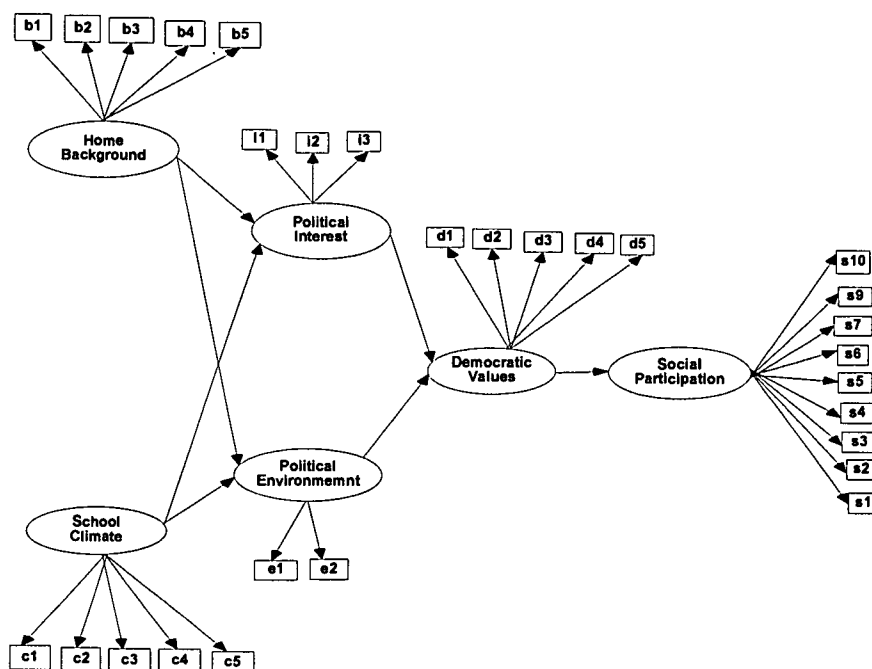 b1
b2
b3
b4
b5
Home
Background
I1
i2
i3
Political
Interest
d1
d2
d3
d4
d5
Democratic
Values
Social
Participation
s10
s9
s7
s6
s5
s4
s3
s2
s1
Political
Environmemnt
e1
e2
School
Climate
c1
c2
c3
c4
c5